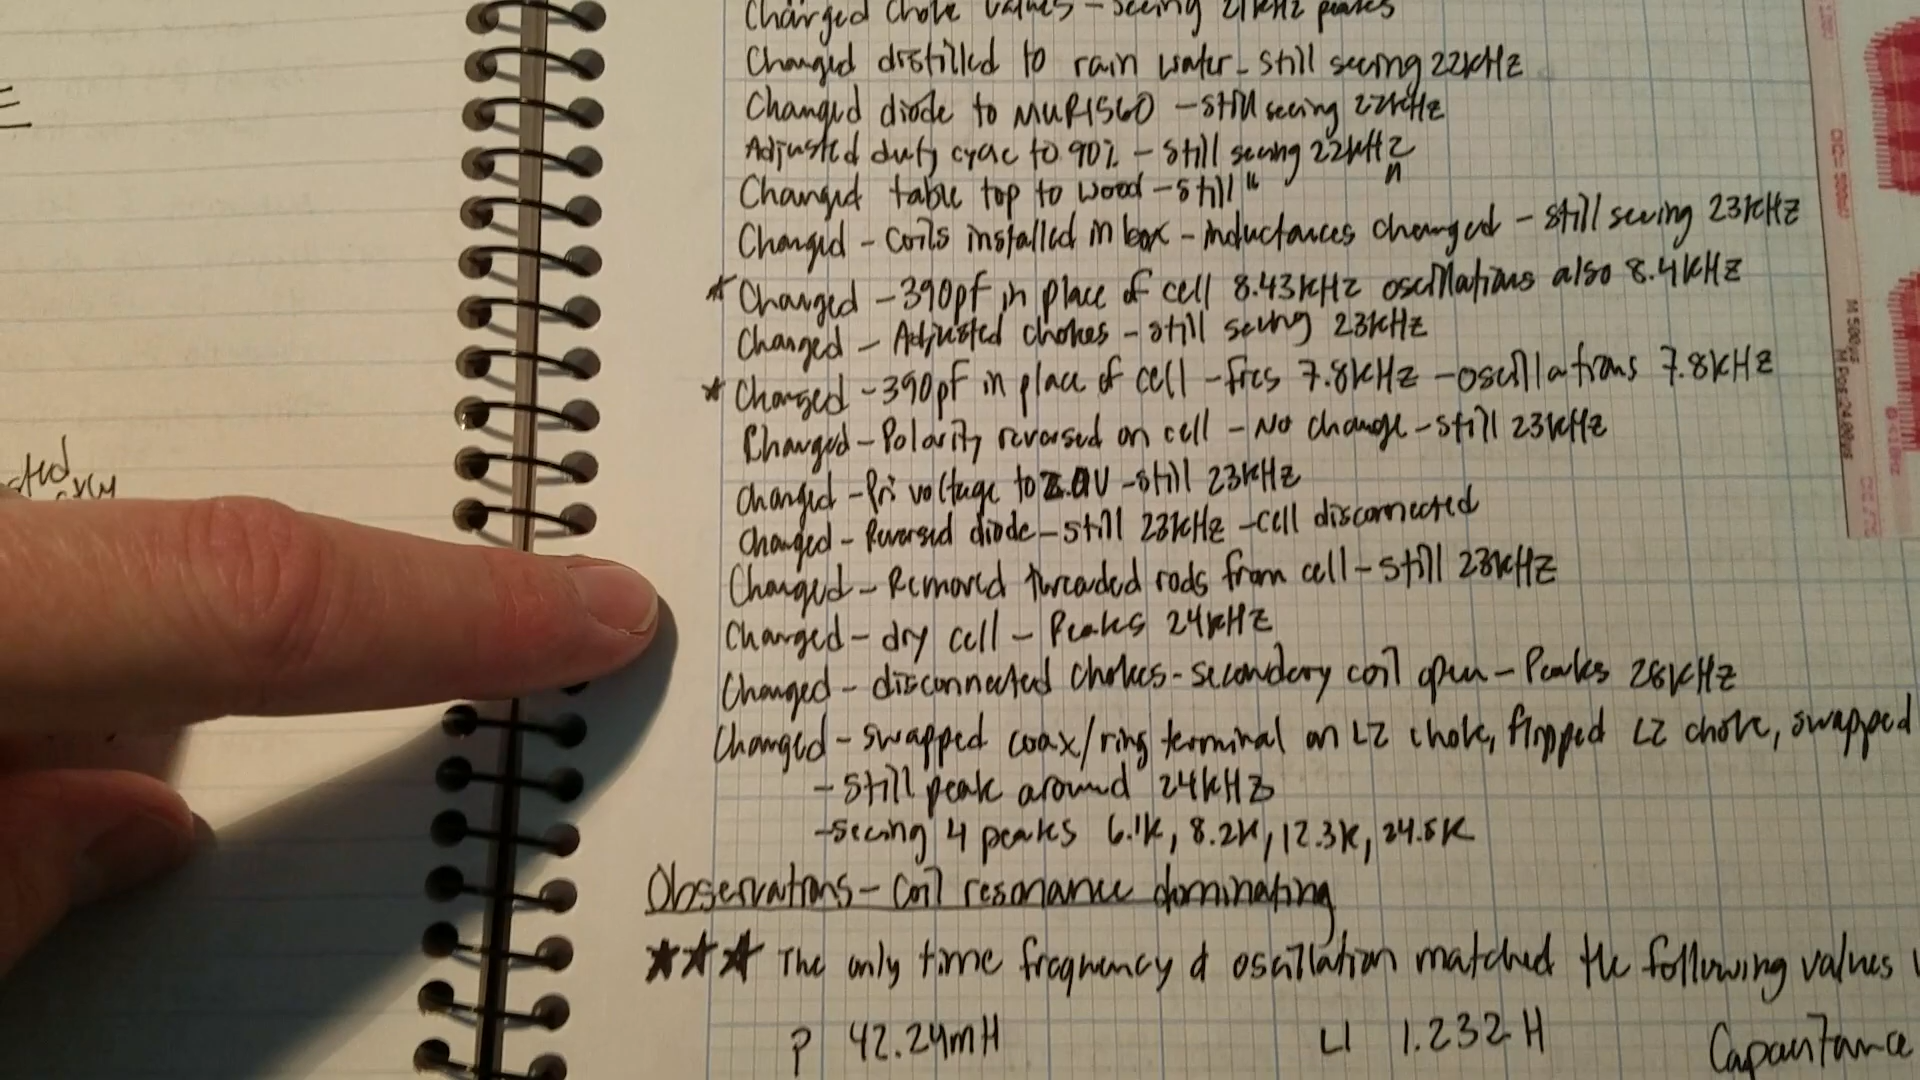 Changed choke values - seeing 21kHz peaks
Changed distilled to rain water - still seeing 22kHz
Changed diode to MUR1560 - still seeing 22kHz
Adjusted duty cycle to 90% - still seeing 22kHz
Changed table top to wood - still " "
Changed - coils installed in box - inductances changed - still seeing 23kHz
* Changed - 390pf in place of cell 8.43kHz oscillations also 8.4kHz
Changed - Adjusted chokes - still seeing 23kHz
* Changed - 390pF in place of cell - fres 7.8kHz - oscillations 7.8kHz
Changed - Polarity reversed on cell - No change - still 23kHz
Changed - Pri voltage to V - still 23kHz
Changed - Reversed diode - still 23kHz - cell disconnected
Changed - Removed threaded rods from cell - still 23kHz
Changed - dry cell - Peaks 24kHz
Changed - disconnected chokes - secondary coil open - Peaks 28kHz
Changed - swapped coax/ring terminal on L2 choke, flipped L2 choke, swapped
- still peak around 24kHz
- seeing 4 peaks 6.1k, 8.2k, 12.3k, 24.5k
Observations - Coil resonance dominating
*** The only time frequency & oscillation matched the following values
P 42.24mH L1 1.232 H Capacitance